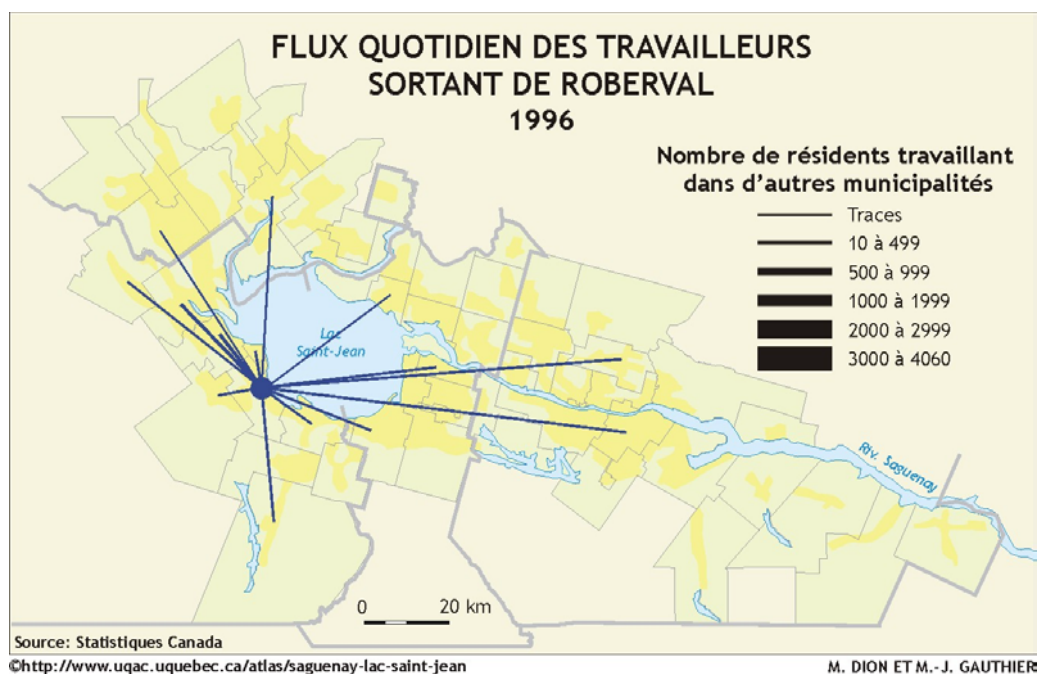 FLUX QUOTIDIEN DES TRAVAILLEURS
SORTANT DE ROBERVAL
1996
Nombre de résidents travaillant
dans d'autres municipalités
Traces
10 à 499
500 à 999
1000 à 1999
2000 à 2999
3000 à 4060
Lac
Saint-Jean
Riv. Saguenay
0 20 km
Source: Statistiques Canada
©http://www.uqac.uquebec.ca/atlas/saguenay-lac-saint-jean
M. DION ET M.- J. GAUTHIER